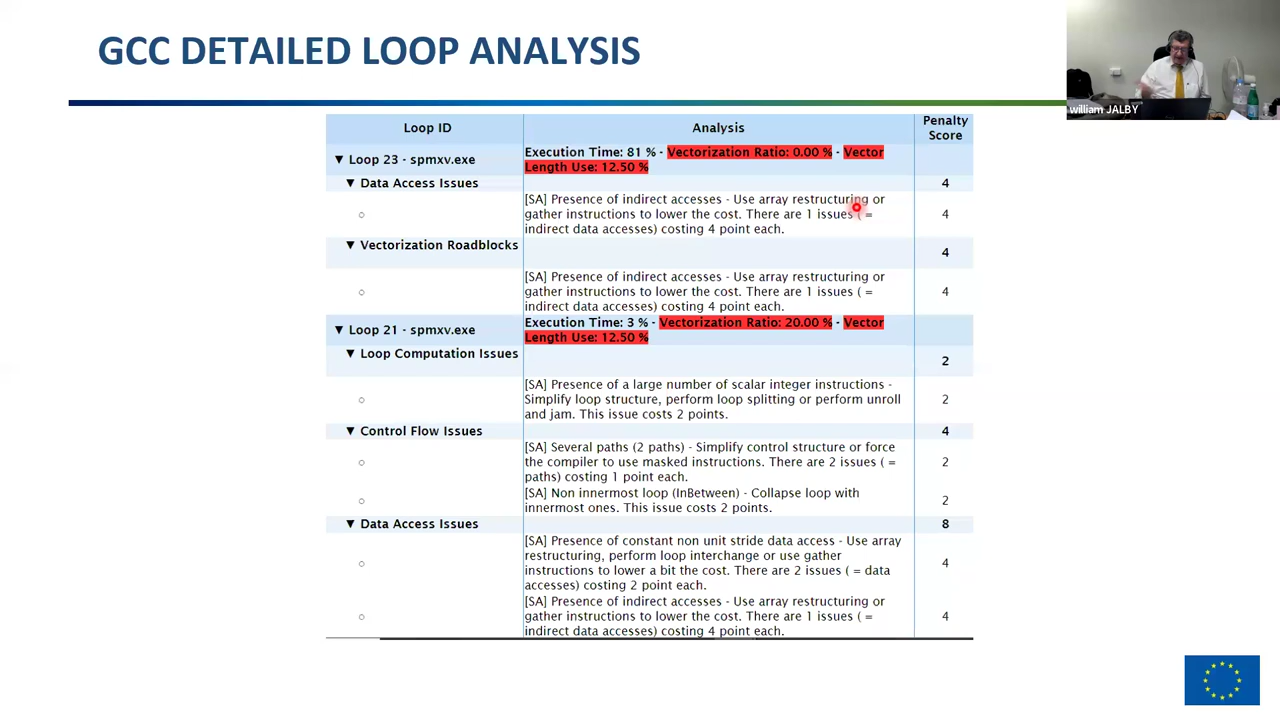 GCC DETAILED LOOP ANALYSIS
william JALBY
Loop ID
Analysis
Penalty
Score
▼ Loop 23 - spmxv.exe
Execution Time: 81 % - Vectorization Ratio: 0.00 % - Vector
Length Use: 12.50 %
▼ Data Access Issues
4
[SA] Presence of indirect accesses - Use array restructuring or
gather instructions to lower the cost. There are 1 issues ( =
indirect data accesses) costing 4 point each.
4
▼ Vectorization Roadblocks
4
[SA] Presence of indirect accesses - Use array restructuring or
gather instructions to lower the cost. There are 1 issues ( =
indirect data accesses) costing 4 point each.
4
▼ Loop 21 - spmxv.exe
Execution Time: 3 % - Vectorization Ratio: 20.00 % - Vector
Length Use: 12.50 %
▼ Loop Computation Issues
2
[SA] Presence of a large number of scalar integer instructions -
Simplify loop structure, perform loop splitting or perform unroll
and jam. This issue costs 2 points.
2
▼ Control Flow Issues
4
[SA] Several paths (2 paths) - Simplify control structure or force
the compiler to use masked instructions. There are 2 issues ( =
paths) costing 1 point each.
2
[SA] Non innermost loop (InBetween) - Collapse loop with
innermost ones. This issue costs 2 points.
2
▼ Data Access Issues
8
[SA] Presence of constant non unit stride data access - Use array
restructuring, perform loop interchange or use gather
instructions to lower a bit the cost. There are 2 issues ( = data
accesses) costing 2 point each.
4
[SA] Presence of indirect accesses - Use array restructuring or
gather instructions to lower the cost. There are 1 issues ( =
indirect data accesses) costing 4 point each.
4